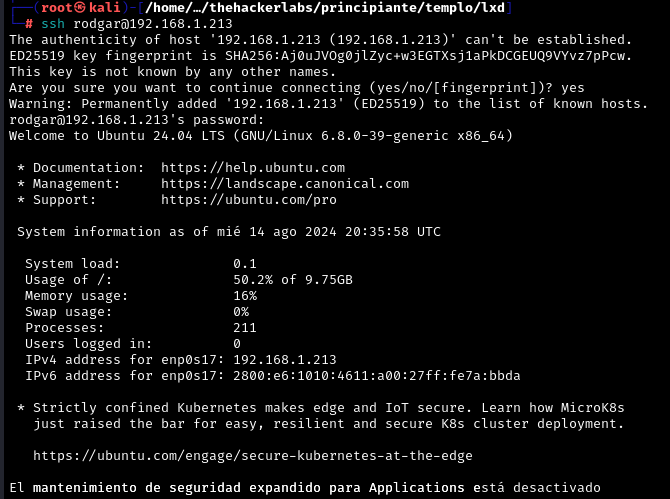 ┌──(root㉿kali)-[/home/…/thehackerlabs/principiante/templo/lxd]
└─# ssh rodgar@192.168.1.213
The authenticity of host '192.168.1.213 (192.168.1.213)' can't be established.
ED25519 key fingerprint is SHA256:Aj0uJVOg0jlZyc+w3EGTXsj1aPkDCGEUQ9VYvz7pPcw.
This key is not known by any other names.
Are you sure you want to continue connecting (yes/no/[fingerprint])? yes
Warning: Permanently added '192.168.1.213' (ED25519) to the list of known hosts.
rodgar@192.168.1.213's password:
Welcome to Ubuntu 24.04 LTS (GNU/Linux 6.8.0-39-generic x86_64)
* Documentation:  https://help.ubuntu.com
* Management:     https://landscape.canonical.com
* Support:        https://ubuntu.com/pro
System information as of mié 14 ago 2024 20:35:58 UTC
System load:             0.1
Usage of /:              50.2% of 9.75GB
Memory usage:            16%
Swap usage:              0%
Processes:               211
Users logged in:         0
IPv4 address for enp0s17: 192.168.1.213
IPv6 address for enp0s17: 2800:e6:1010:4611:a00:27ff:fe7a:bbda
* Strictly confined Kubernetes makes edge and IoT secure. Learn how MicroK8s
just raised the bar for easy, resilient and secure K8s cluster deployment.
https://ubuntu.com/engage/secure-kubernetes-at-the-edge
El mantenimiento de seguridad expandido para Applications está desactivado